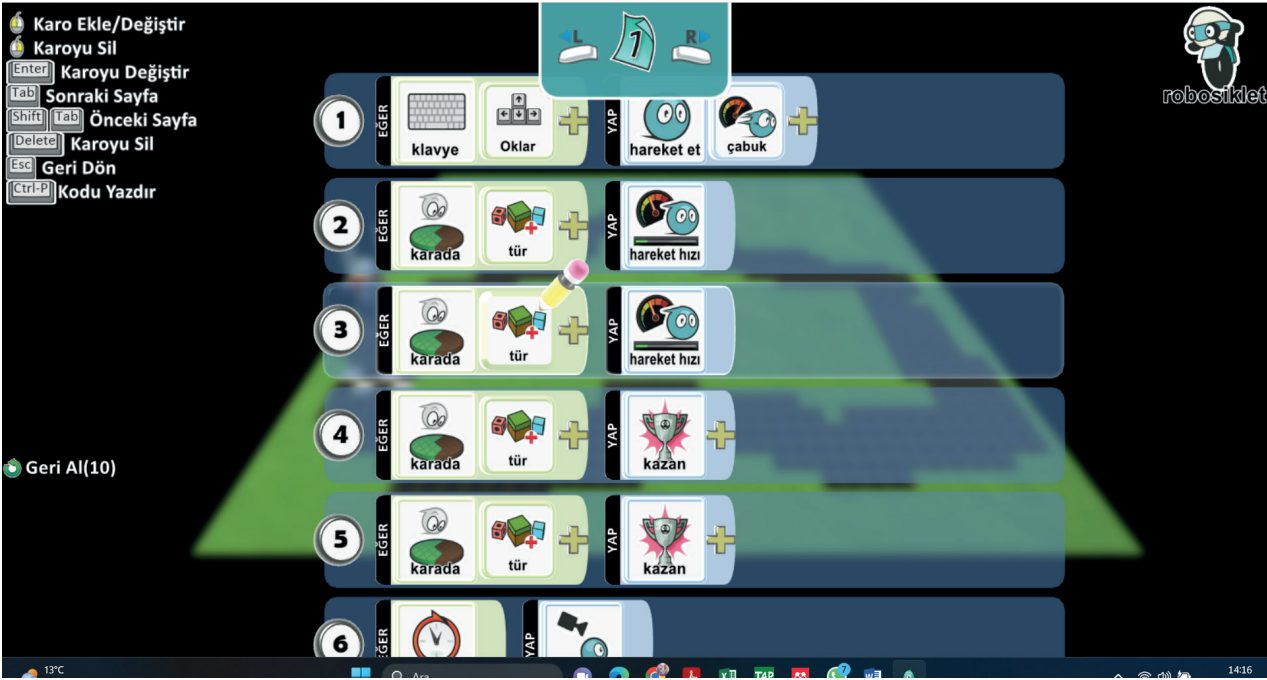 Karo Ekle/Değiştir
Karoyu Sil
Enter Karoyu Değiştir
Tab Sonraki Sayfa
Shift Tab Önceki Sayfa
Delete Karoyu Sil
Esc Geri Dön
Ctrl-P Kodu Yazdır
Geri Al(10)
L 1 R
robosiklet
1 EĞER klavye Oklar YAP hareket et çabuk
2 EĞER karada tür YAP hareket hızı
3 EĞER karada tür YAP hareket hızı
4 EĞER karada tür YAP kazan
5 EĞER karada tür YAP kazan
6 EĞER YAP
13°C
Ara
TAP
7
14:16